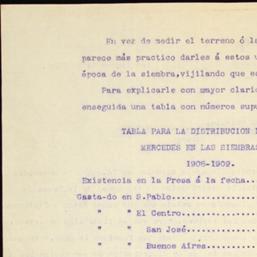 En vez de medir el terreno ó la
parece más practico darles á estos v
época de la siembra,vijilando que e
Para explicarle con mayor clari
enseguida una tabla con números sup
TABLA PARA LA DISTRIBUCION
MERCEDES EN LAS SIEMBRAS
1908-1909.
Existencia en la Presa á la fecha...
Gasta-do en S.Pablo...............
" " El Centro.............
" " San José.............
" " Buenos Aires..........